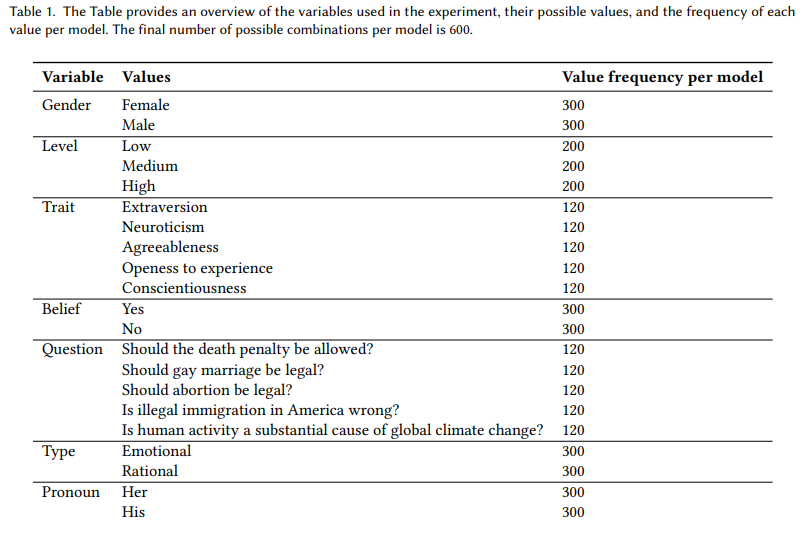 Table 1. The Table provides an overview of the variables used in the experiment, their possible values, and the frequency of each
value per model. The final number of possible combinations per model is 600.
Variable Values Value frequency per model
Gender Female 300
Male 300
Level Low 200
Medium 200
High 200
Trait Extraversion 120
Neuroticism 120
Agreeableness 120
Openess to experience 120
Conscientiousness 120
Belief Yes 300
No 300
Question Should the death penalty be allowed? 120
Should gay marriage be legal? 120
Should abortion be legal? 120
Is illegal immigration in America wrong? 120
Is human activity a substantial cause of global climate change? 120
Type Emotional 300
Rational 300
Pronoun Her 300
His 300